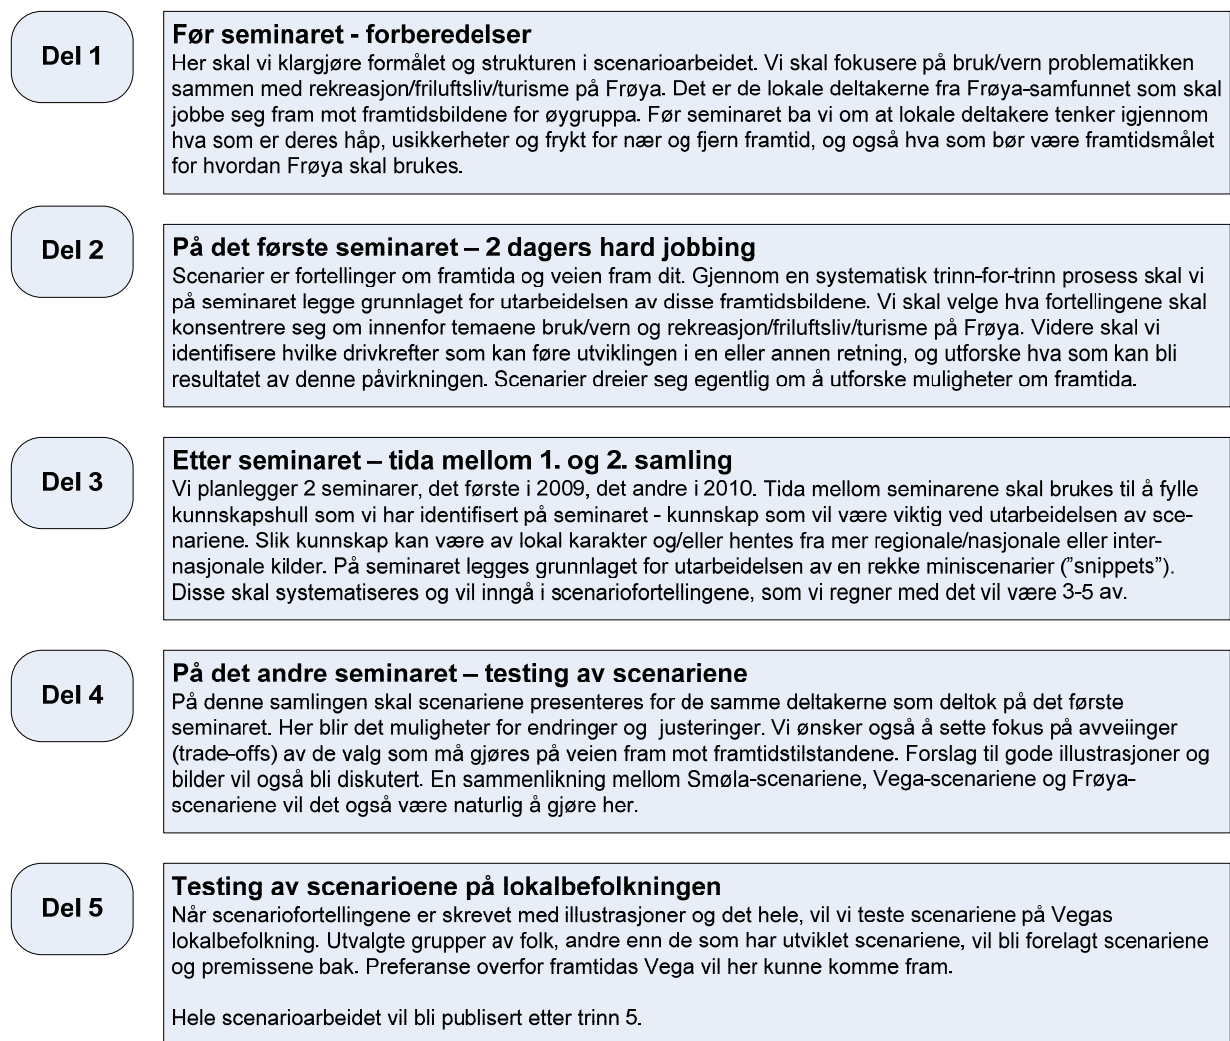 Del 1
Før seminaret - forberedelser
Her skal vi klargjøre formålet og strukturen i scenarioarbeidet. Vi skal fokusere på bruk/vern problematikken
sammen med rekreasjon/friluftsliv/turisme på Frøya. Det er de lokale deltakerne fra Frøya-samfunnet som skal
jobbe seg fram mot framtidsbildene for øygruppa. Før seminaret ba vi om at lokale deltakere tenker igjennom
hva som er deres håp, usikkerheter og frykt for nær og fjern framtid, og også hva som bør være framtidsmålet
for hvordan Frøya skal brukes.
Del 2
På det første seminaret – 2 dagers hard jobbing
Scenarier er fortellinger om framtida og veien fram dit. Gjennom en systematisk trinn-for-trinn prosess skal vi
på seminaret legge grunnlaget for utarbeidelsen av disse framtidsbildene. Vi skal velge hva fortellingene skal
konsentrere seg om innenfor temaene bruk/vern og rekreasjon/friluftsliv/turisme på Frøya. Videre skal vi
identifisere hvilke drivkrefter som kan føre utviklingen i en eller annen retning, og utforske hva som kan bli
resultatet av denne påvirkningen. Scenarier dreier seg egentlig om å utforske muligheter om framtida.
Del 3
Etter seminaret – tida mellom 1. og 2. samling
Vi planlegger 2 seminarer, det første i 2009, det andre i 2010. Tida mellom seminarene skal brukes til å fylle
kunnskapshull som vi har identifisert på seminaret - kunnskap som vil være viktig ved utarbeidelsen av sce-
nariene. Slik kunnskap kan være av lokal karakter og/eller hentes fra mer regionale/nasjonale eller inter-
nasjonale kilder. På seminaret legges grunnlaget for utarbeidelsen av en rekke miniscenarier (”snippets”).
Disse skal systematiseres og vil inngå i scenariofortellingene, som vi regner med det vil være 3-5 av.
Del 4
På det andre seminaret – testing av scenariene
På denne samlingen skal scenariene presenteres for de samme deltakerne som deltok på det første
seminaret. Her blir det muligheter for endringer og  justeringer. Vi ønsker også å sette fokus på avveiinger
(trade-offs) av de valg som må gjøres på veien fram mot framtidstilstandene. Forslag til gode illustrasjoner og
bilder vil også bli diskutert. En sammenlikning mellom Smøla-scenariene, Vega-scenariene og Frøya-
scenariene vil det også være naturlig å gjøre her.
Del 5
Testing av scenarioene på lokalbefolkningen
Når scenariofortellingene er skrevet med illustrasjoner og det hele, vil vi teste scenariene på Vegas
lokalbefolkning. Utvalgte grupper av folk, andre enn de som har utviklet scenariene, vil bli forelagt scenariene
og premissene bak. Preferanse overfor framtidas Vega vil her kunne komme fram.
Hele scenarioarbeidet vil bli publisert etter trinn 5.